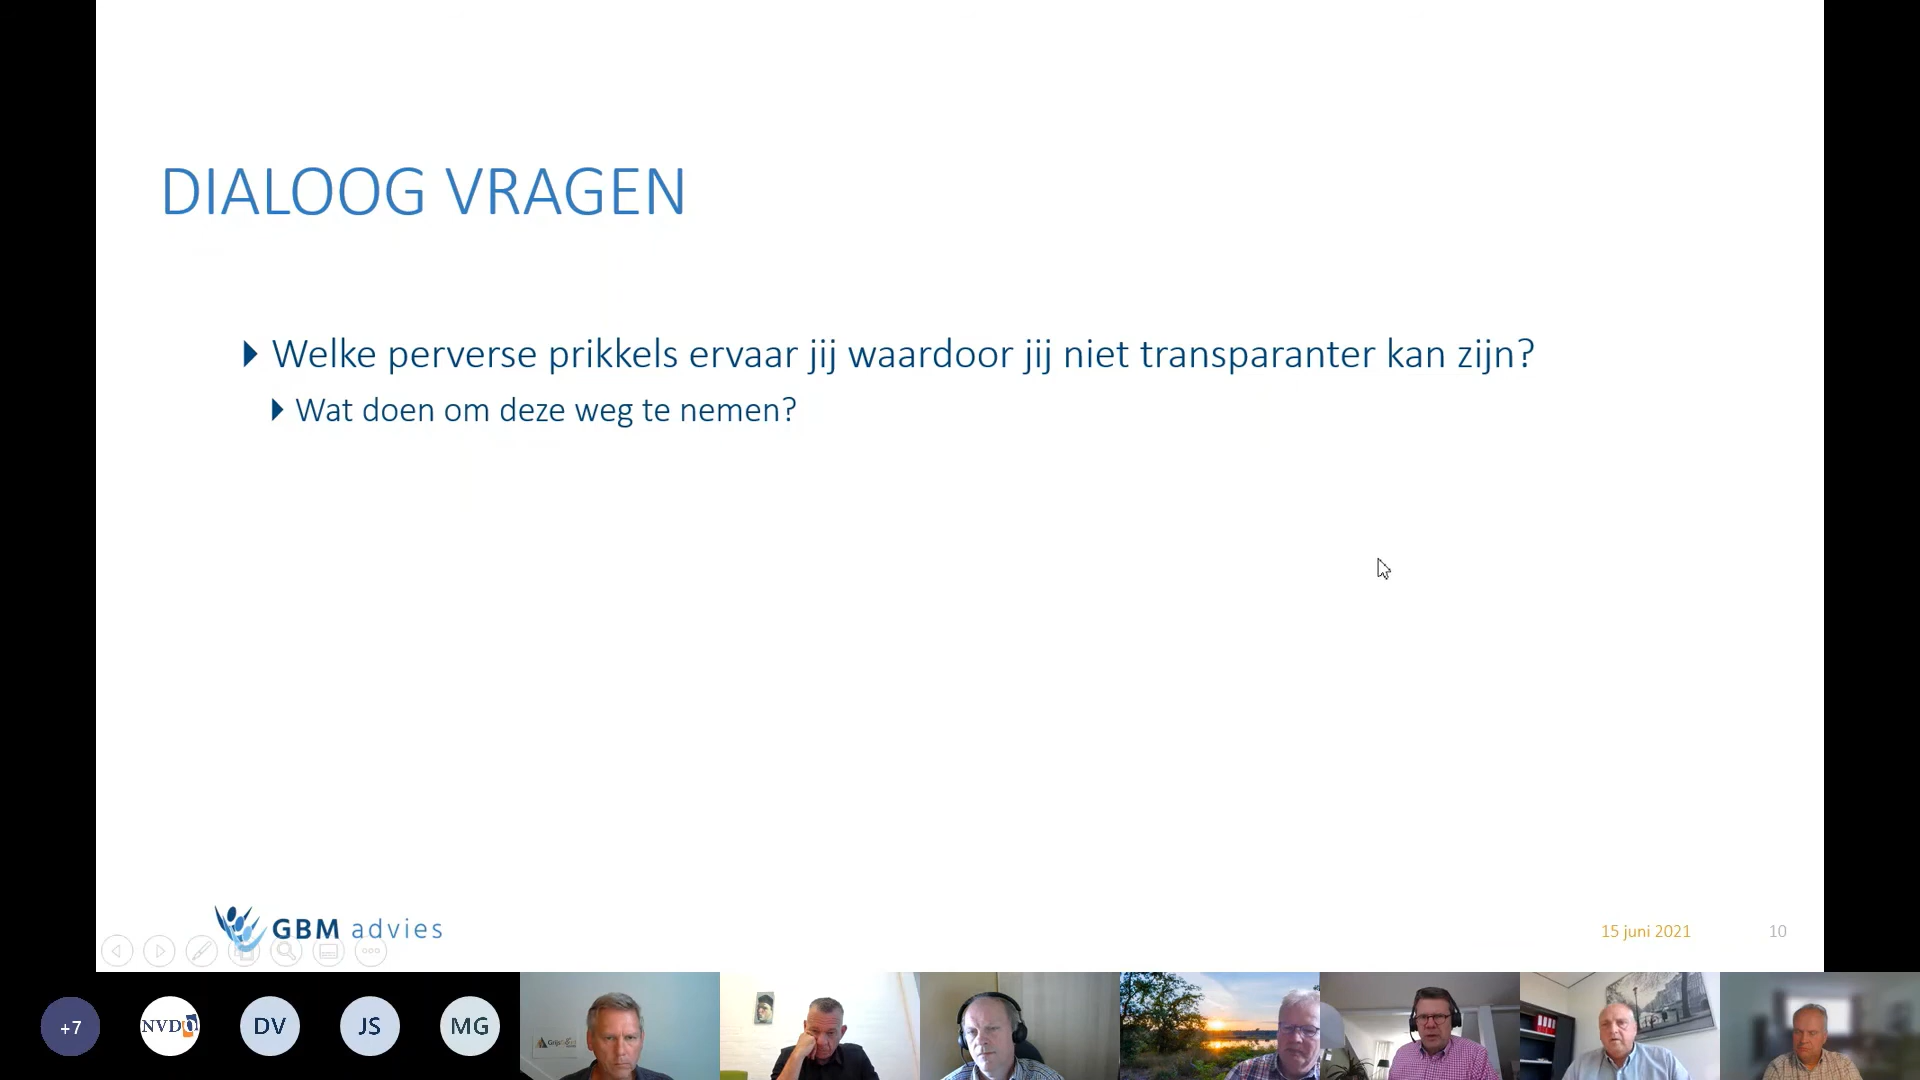 DIALOOG VRAGEN
Welke perverse prikkels ervaar jij waardoor jij niet transparanter kan zijn?
Wat doen om deze weg te nemen?
GBM advies
15 juni 2021
10
+7
NVDO
DV
JS
MG